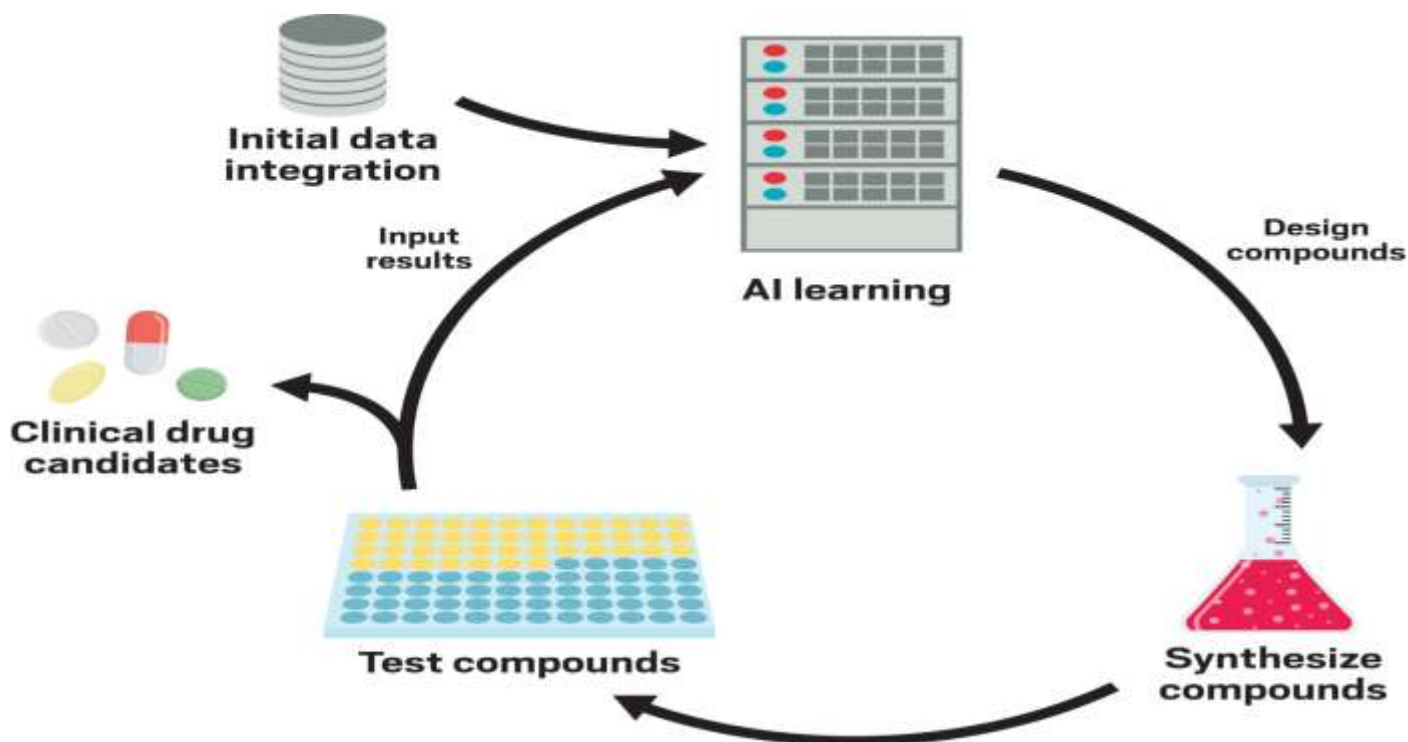 Initial data
integration
Input
results
AI learning
Design
compounds
Clinical drug
candidates
Test compounds
Synthesize
compounds